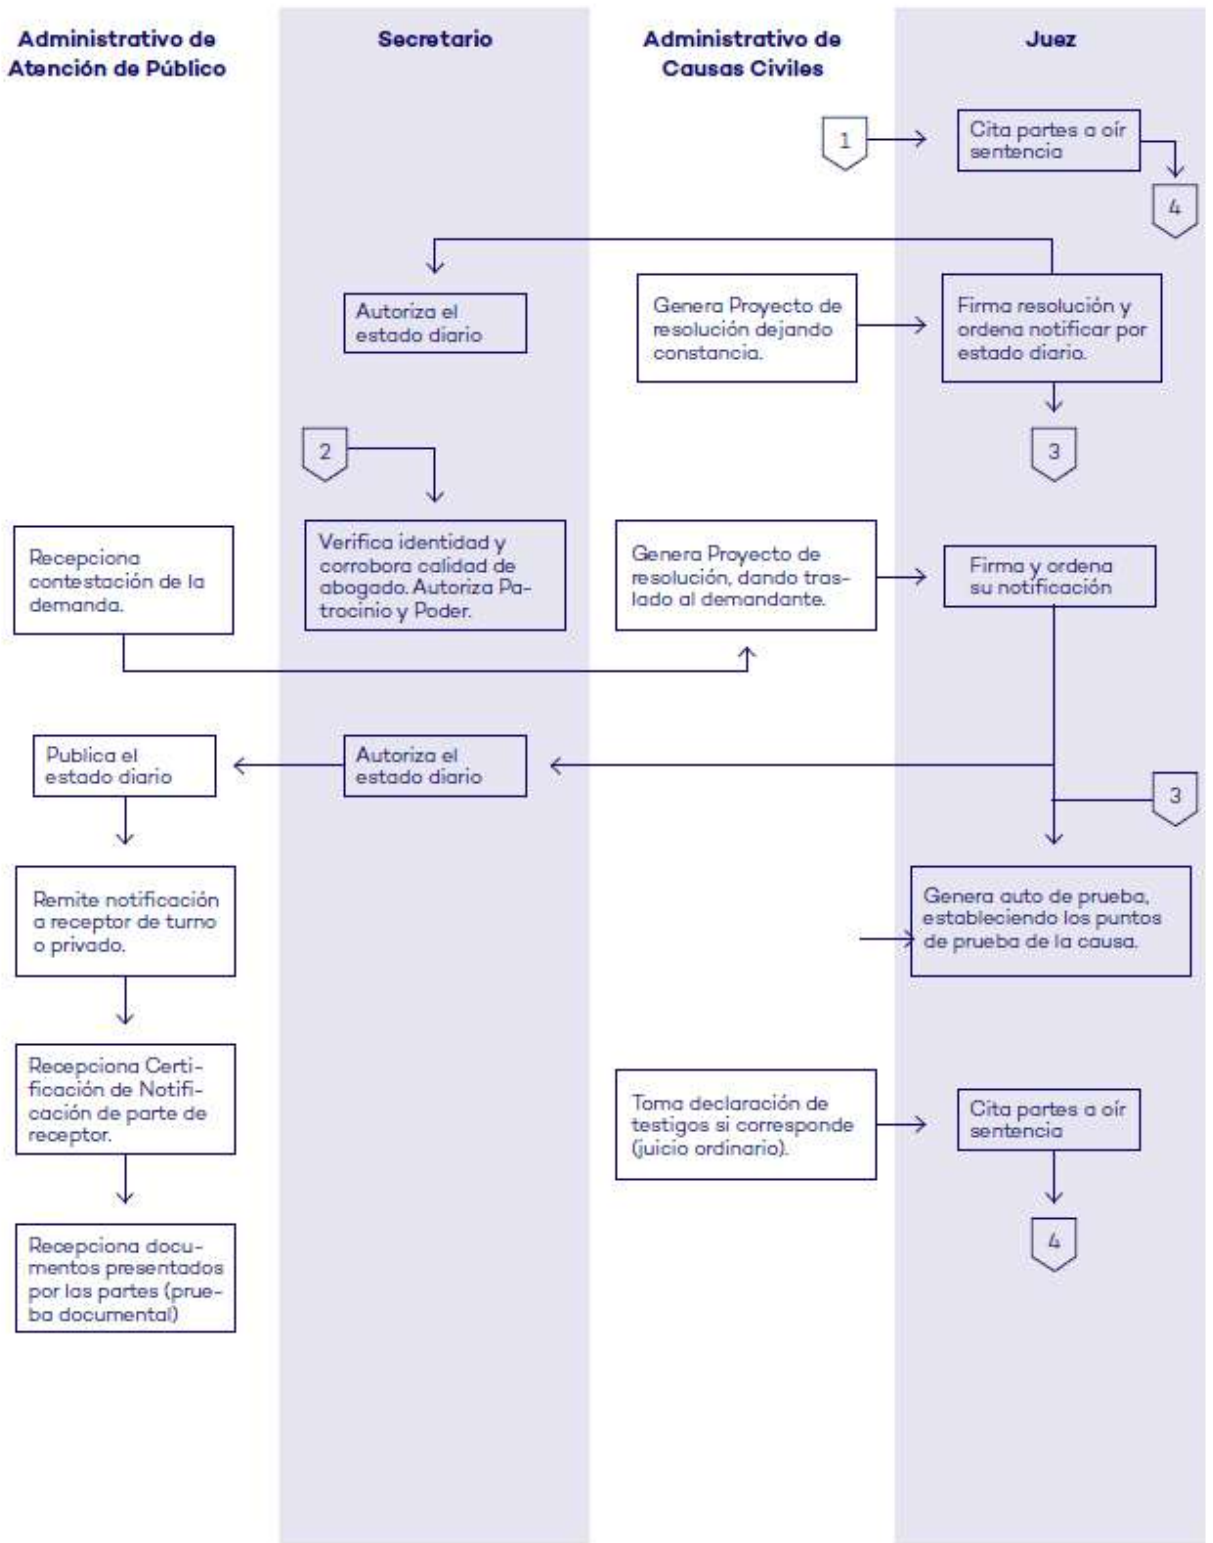 Administrativo de
Atención de Público
Secretario
Administrativo de
Causas Civiles
Juez
1
Cita partes a oír
sentencia
4
Autoriza el
estado diario
Genera Proyecto de
resolución dejando
constancia.
Firma resolución y
ordena notificar por
estado diario.
2
3
Recepciona
contestación de la
demanda.
Verifica identidad y
corrobora calidad de
abogado. Autoriza Pa-
trocinio y Poder.
Genera Proyecto de
resolución, dando tras-
lado al demandante.
Firma y ordena
su notificación
Publica el
estado diario
Autoriza el
estado diario
3
Remite notificación
a receptor de turno
o privado.
Genera auto de prueba,
estableciendo los puntos
de prueba de la causa.
Recepciona Certi-
ficación de Notifi-
cación de parte de
receptor.
Toma declaración de
testigos si corresponde
(juicio ordinario).
Cita partes a oír
sentencia
Recepciona docu-
mentos presentados
por las partes (prue-
ba documental)
4